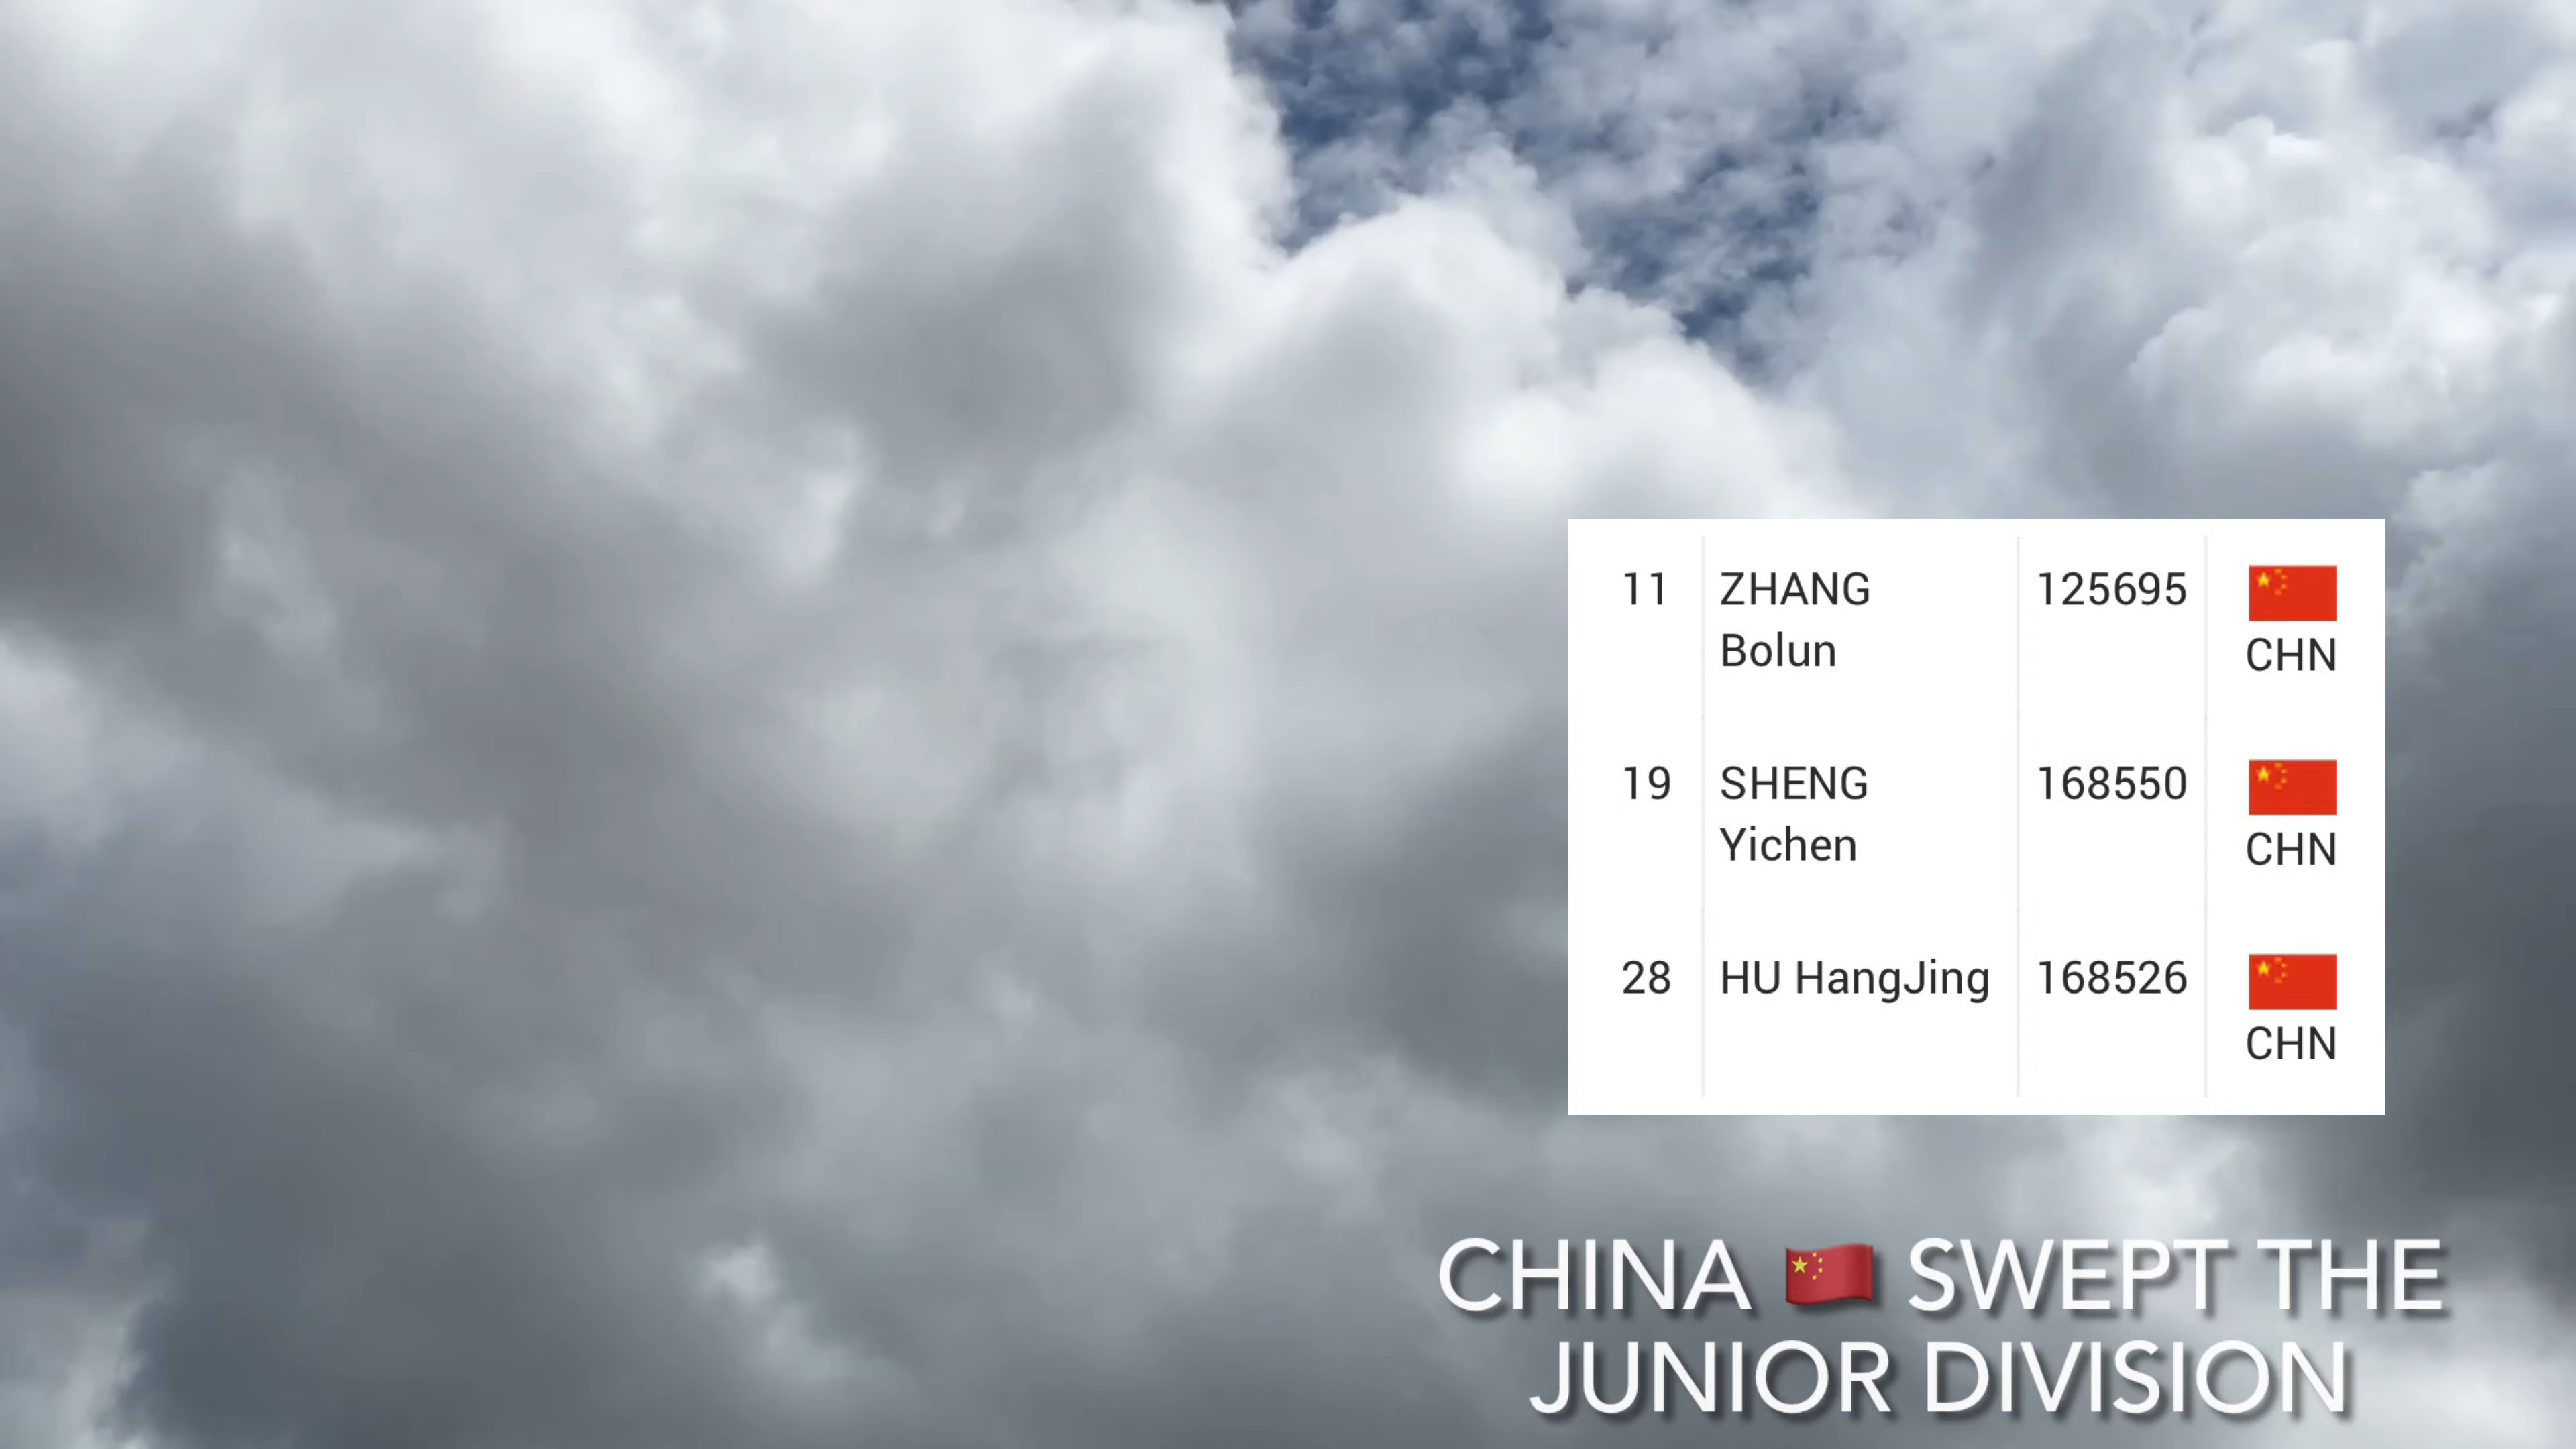 11 ZHANG 125695
Bolun CHN
19 SHENG 168550
Yichen CHN
28 HU HangJing 168526
CHN
CHINA 🇨🇳 SWEPT THE
JUNIOR DIVISION